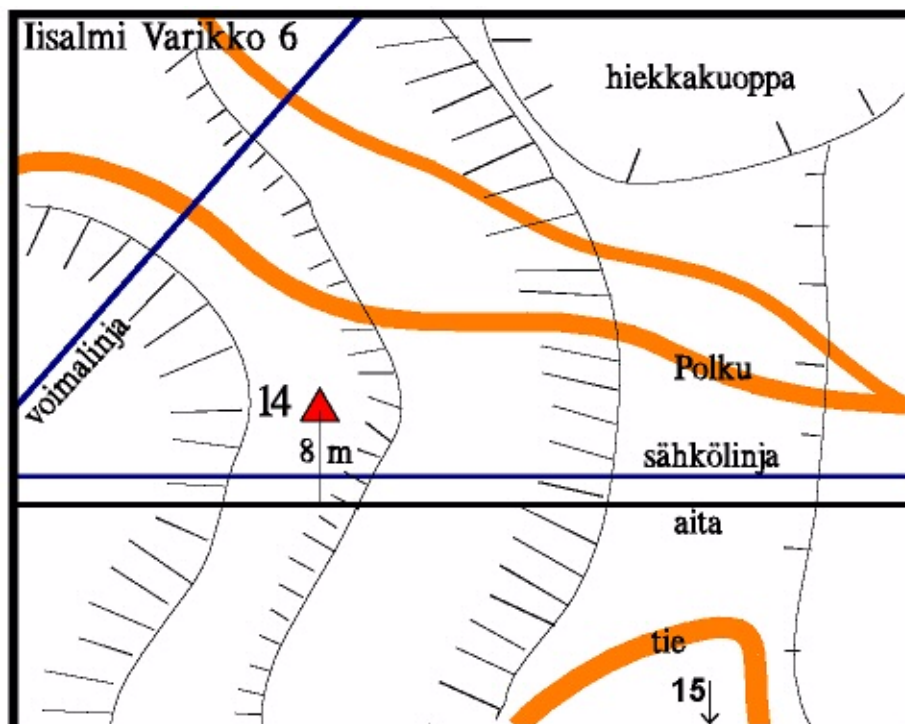 Iisalmi Varikko 6
hiekkakuoppa
voimalinja
Polku
14
8 m
sähkölinja
aita
tie
15